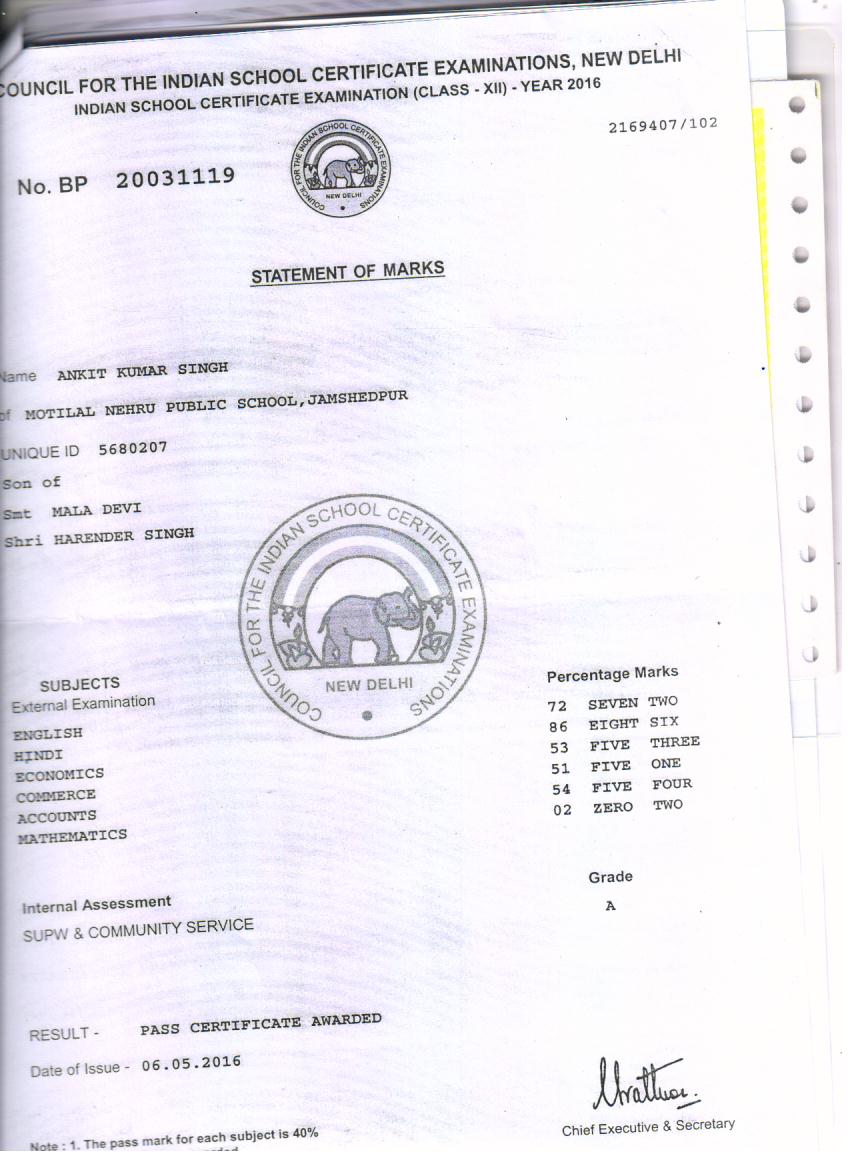 COUNCIL FOR THE INDIAN SCHOOL CERTIFICATE EXAMINATIONS, NEW DELHI
INDIAN SCHOOL CERTIFICATE EXAMINATION (CLASS - XII) - YEAR 2016
2169407/102
No. BP 20031119
COUNCIL FOR THE INDIAN SCHOOL CERTIFICATE EXAMINATIONS
NEW DELHI
STATEMENT OF MARKS
Name ANKIT KUMAR SINGH
of MOTILAL NEHRU PUBLIC SCHOOL,JAMSHEDPUR
UNIQUE ID 5680207
Son of
Smt MALA DEVI
Shri HARENDER SINGH
COUNCIL FOR THE INDIAN SCHOOL CERTIFICATE EXAMINATIONS
NEW DELHI
SUBJECTS Percentage Marks
External Examination
ENGLISH 72 SEVEN TWO
HINDI 86 EIGHT SIX
ECONOMICS 53 FIVE THREE
COMMERCE 51 FIVE ONE
ACCOUNTS 54 FIVE FOUR
MATHEMATICS 02 ZERO TWO
Internal Assessment Grade
SUPW & COMMUNITY SERVICE A
RESULT - PASS CERTIFICATE AWARDED
Date of Issue - 06.05.2016
Chief Executive & Secretary
Note : 1. The pass mark for each subject is 40%